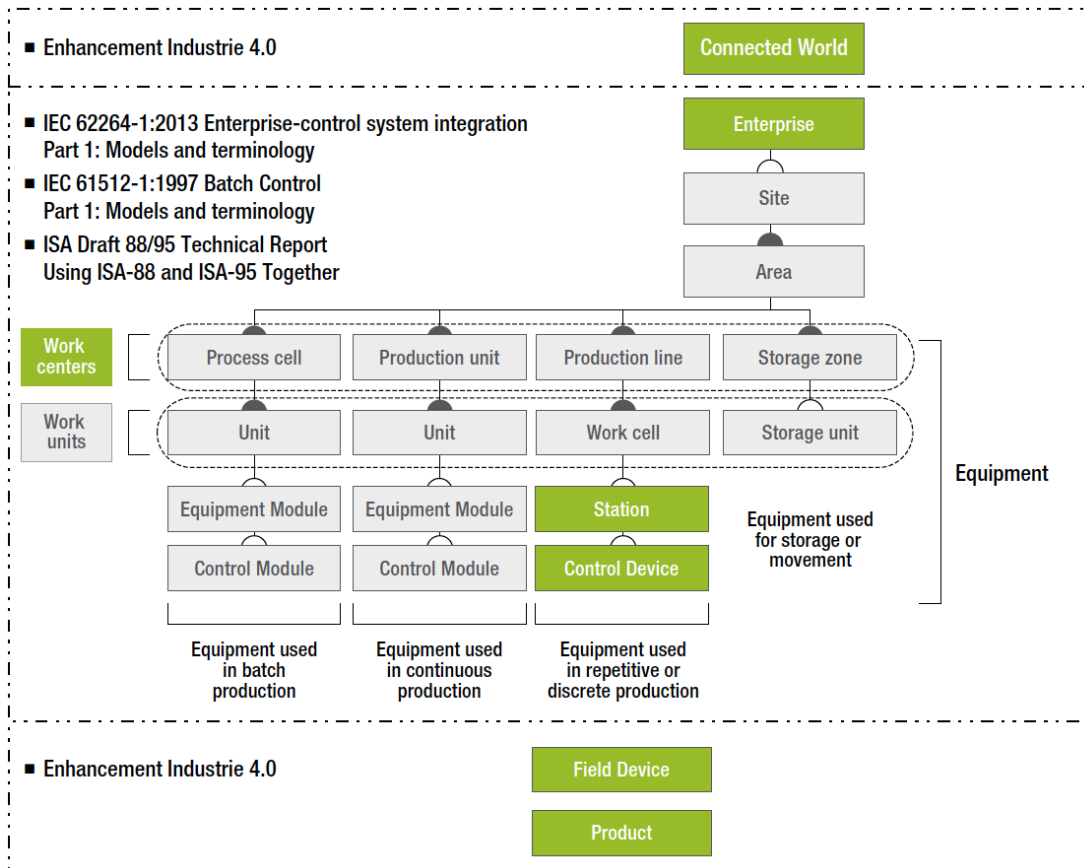 ■ Enhancement Industrie 4.0
Connected World
■ IEC 62264-1:2013 Enterprise-control system integration
Part 1: Models and terminology
■ IEC 61512-1:1997 Batch Control
Part 1: Models and terminology
■ ISA Draft 88/95 Technical Report
Using ISA-88 and ISA-95 Together
Enterprise
Site
Area
Work
centers
Process cell
Production unit
Production line
Storage zone
Work
units
Unit
Unit
Work cell
Storage unit
Equipment
Equipment Module
Equipment Module
Station
Equipment used
for storage or
movement
Control Module
Control Module
Control Device
Equipment used
in batch
production
Equipment used
in continuous
production
Equipment used
in repetitive or
discrete production
■ Enhancement Industrie 4.0
Field Device
Product